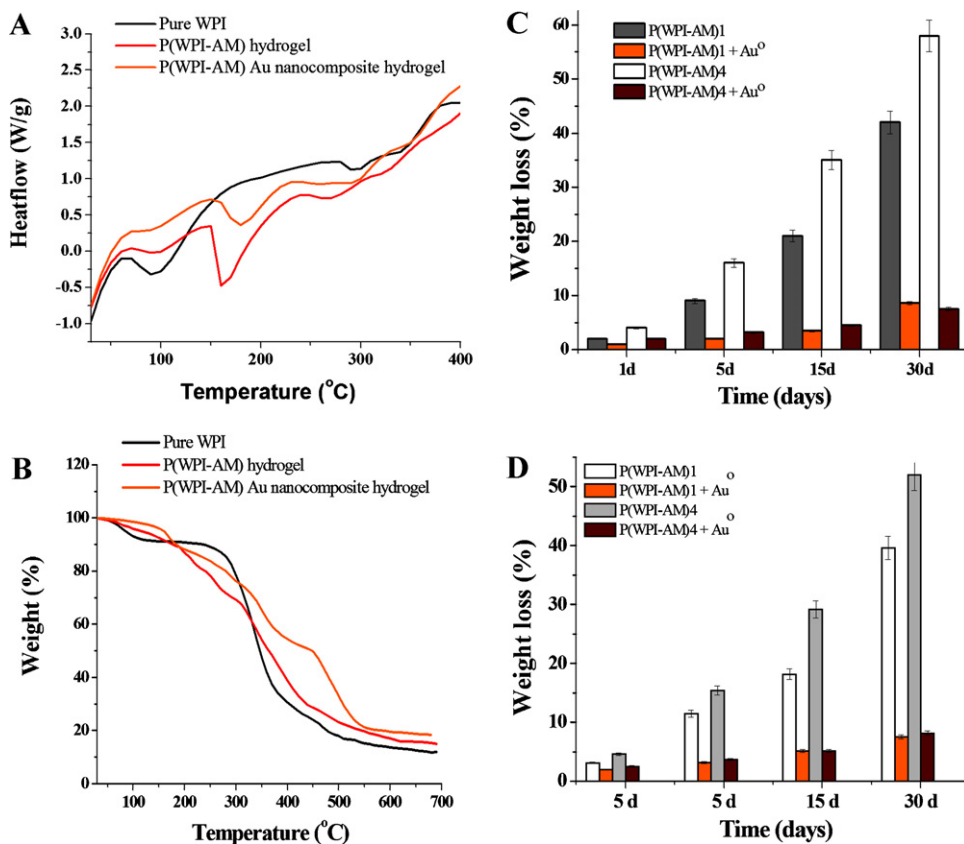 A
Pure WPI
P(WPI-AM) hydrogel
P(WPI-AM) Au nanocomposite hydrogel
3.0
2.5
2.0
1.5
1.0
0.5
0.0
-0.5
-1.0
Heatflow (W/g)
100
200
300
400
Temperature (°C)
C
P(WPI-AM)1
P(WPI-AM)1 + Au°
P(WPI-AM)4
P(WPI-AM)4 + Au°
60
50
40
30
20
10
0
Weight loss (%)
1d
5d
15d
30d
Time (days)
B
Pure WPI
P(WPI-AM) hydrogel
P(WPI-AM) Au nanocomposite hydrogel
120
100
80
60
40
20
0
Weight (%)
100
200
300
400
500
600
700
Temperature (°C)
D
P(WPI-AM)1
P(WPI-AM)1 + Au°
P(WPI-AM)4
P(WPI-AM)4 + Au°
50
40
30
20
10
0
Weight loss (%)
5 d
5 d
15 d
30 d
Time (days)